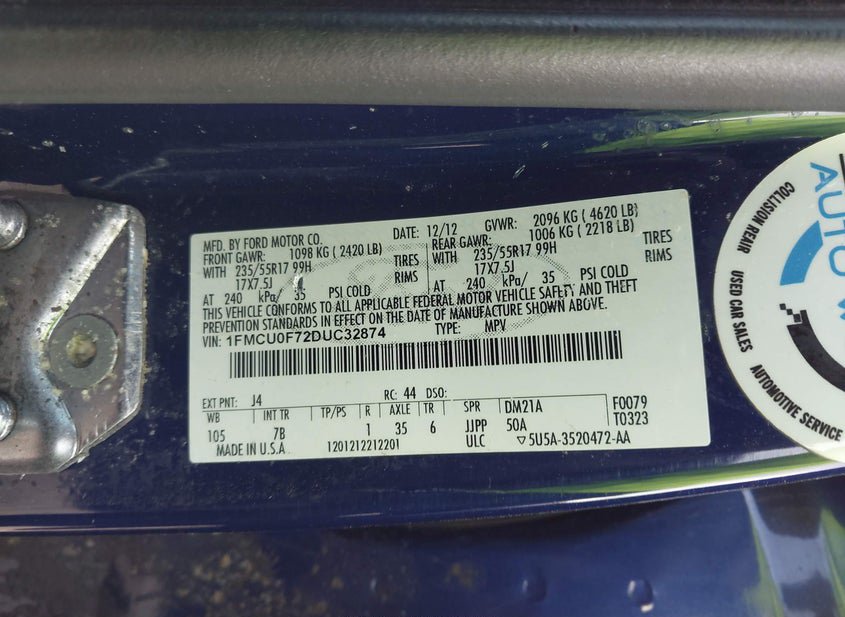 MFD. BY FORD MOTOR CO.
DATE: 12/12 GVWR: 2096 KG ( 4620 LB)
FRONT GAWR: 1098 KG ( 2420 LB) REAR GAWR: 1006 KG ( 2218 LB)
WITH 235/55R17 99H TIRES WITH 235/55R17 99H TIRES
17X7.5J RIMS 17X7.5J RIMS
AT 240 kPa/ 35 PSI COLD AT 240 kPa/ 35 PSI COLD
THIS VEHICLE CONFORMS TO ALL APPLICABLE FEDERAL MOTOR VEHICLE SAFETY AND THEFT
PREVENTION STANDARDS IN EFFECT ON THE DATE OF MANUFACTURE SHOWN ABOVE.
VIN: 1FMCU0F72DUC32874 TYPE: MPV
EXT PNT: J4 RC: 44 DSO:
WB INT TR TP/PS R AXLE TR SPR DM21A F0079
105 7B 1 35 6 JJPP 50A T0323
MADE IN U.S.A. 1201212212201 ULC ▽5U5A-3520472-AA
COLLISION REAIR
USED CAR SALES
AUTOMOTIVE SERVICE
AUTO